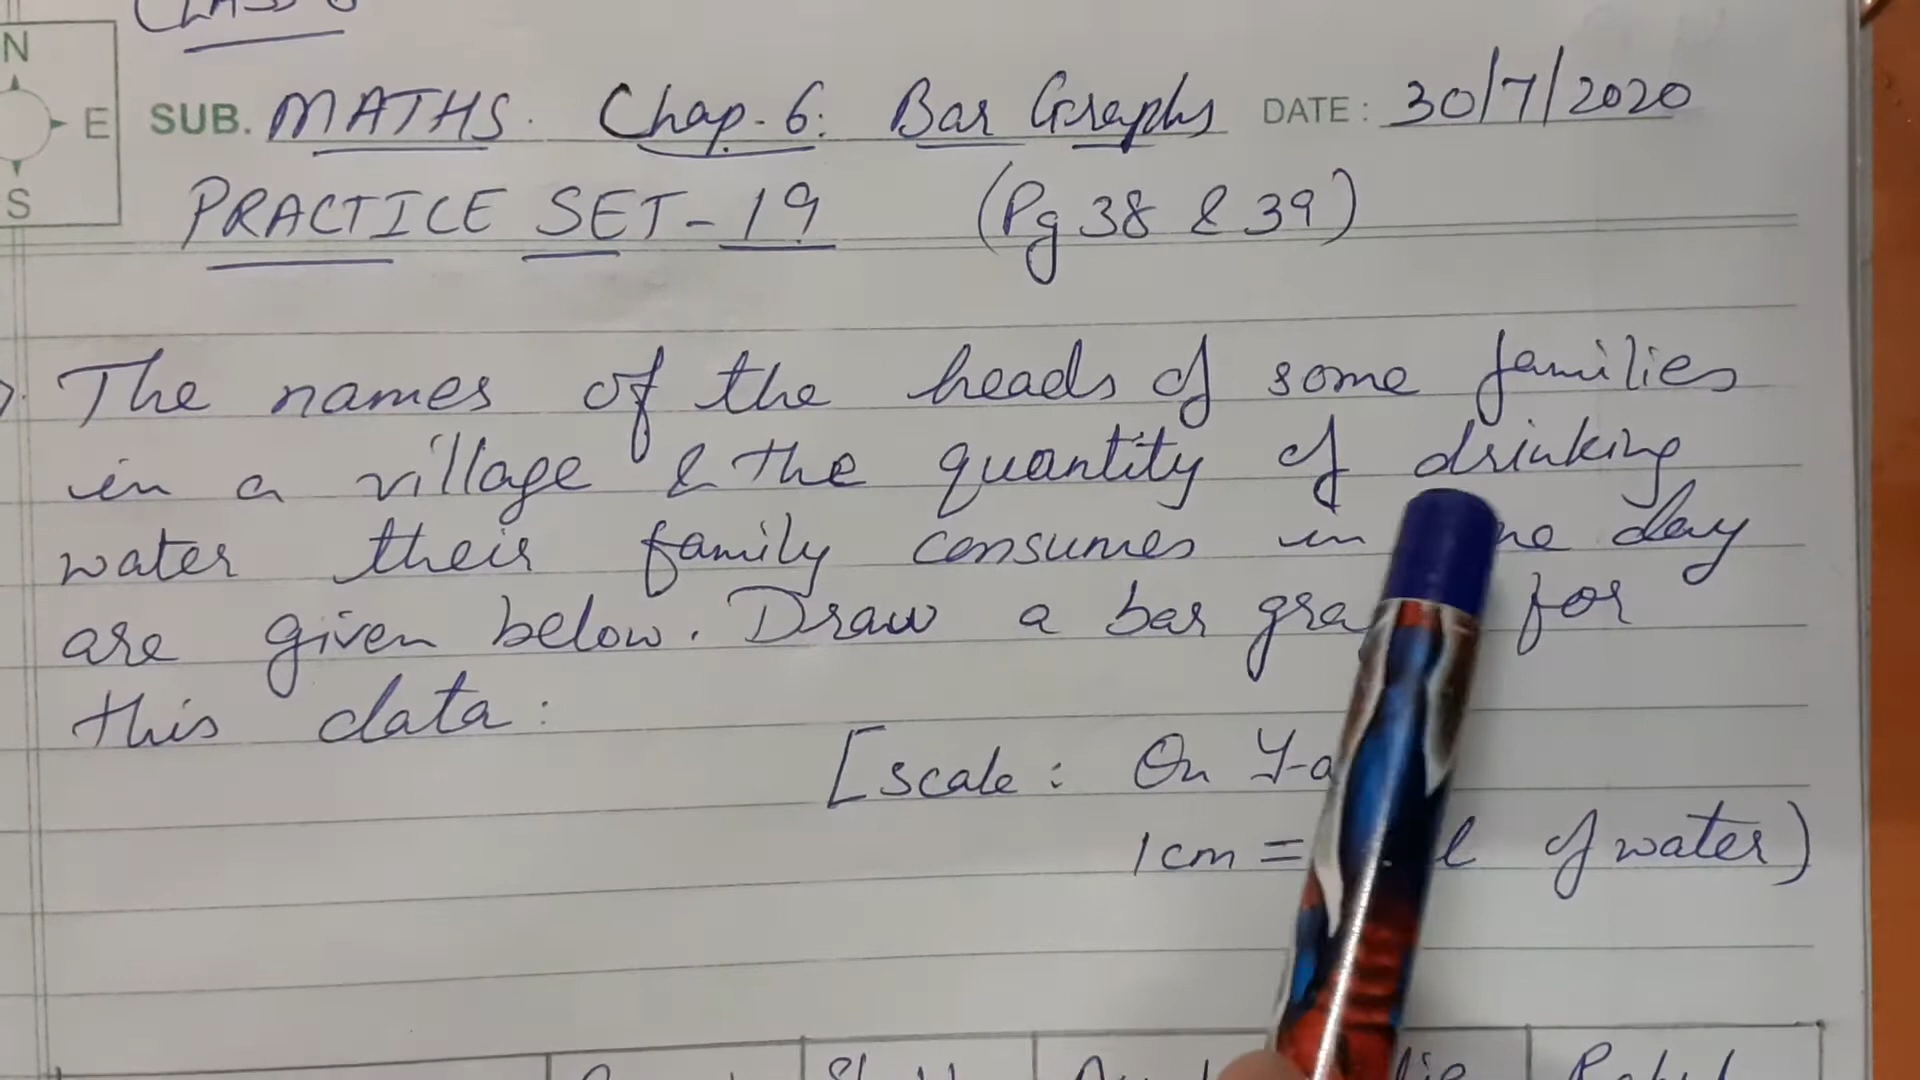 N
E
S
SUB. MATHS. Chap. 6: Bar Graphs DATE: 30/7/2020
PRACTICE SET-19 (Pg 38 & 39)
The names of the heads of some families
in a village & the quantity of drinking
water their family consumes in day
are given below. Draw a bar for
this data:
[scale: On
1cm = l of water)